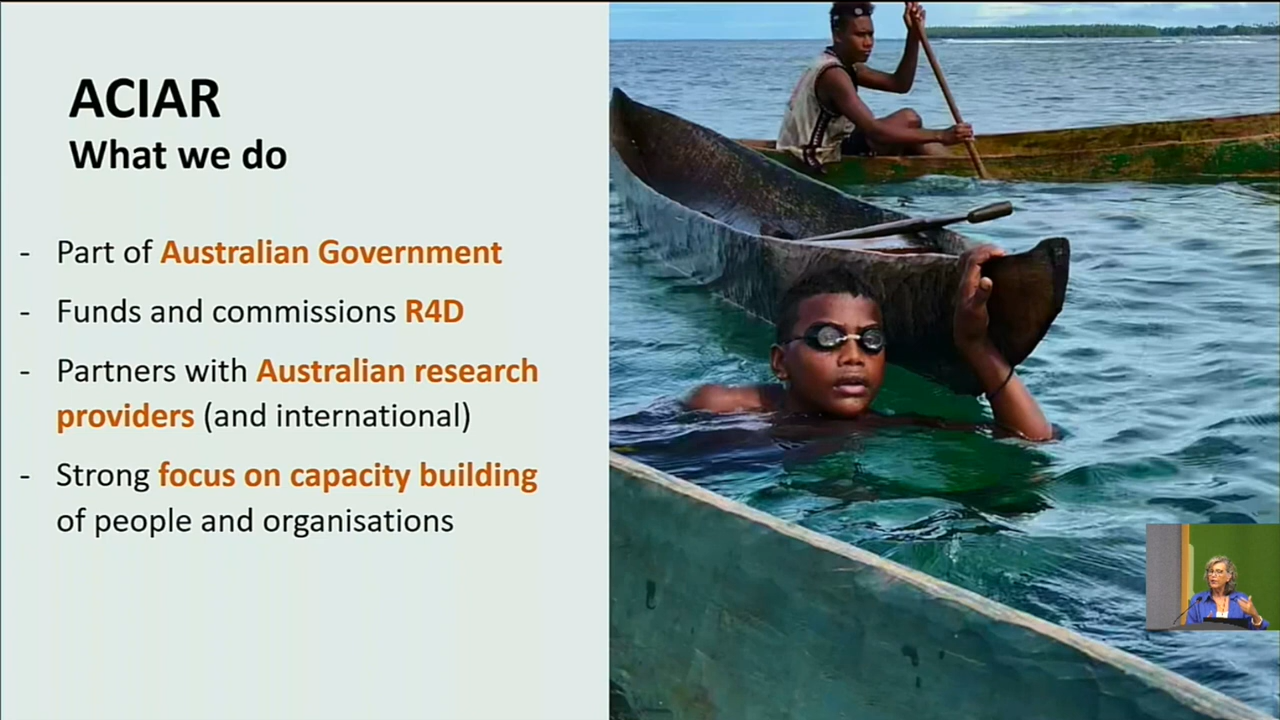 ACIAR
What we do
- Part of Australian Government
- Funds and commissions R4D
- Partners with Australian research
providers (and international)
- Strong focus on capacity building
of people and organisations